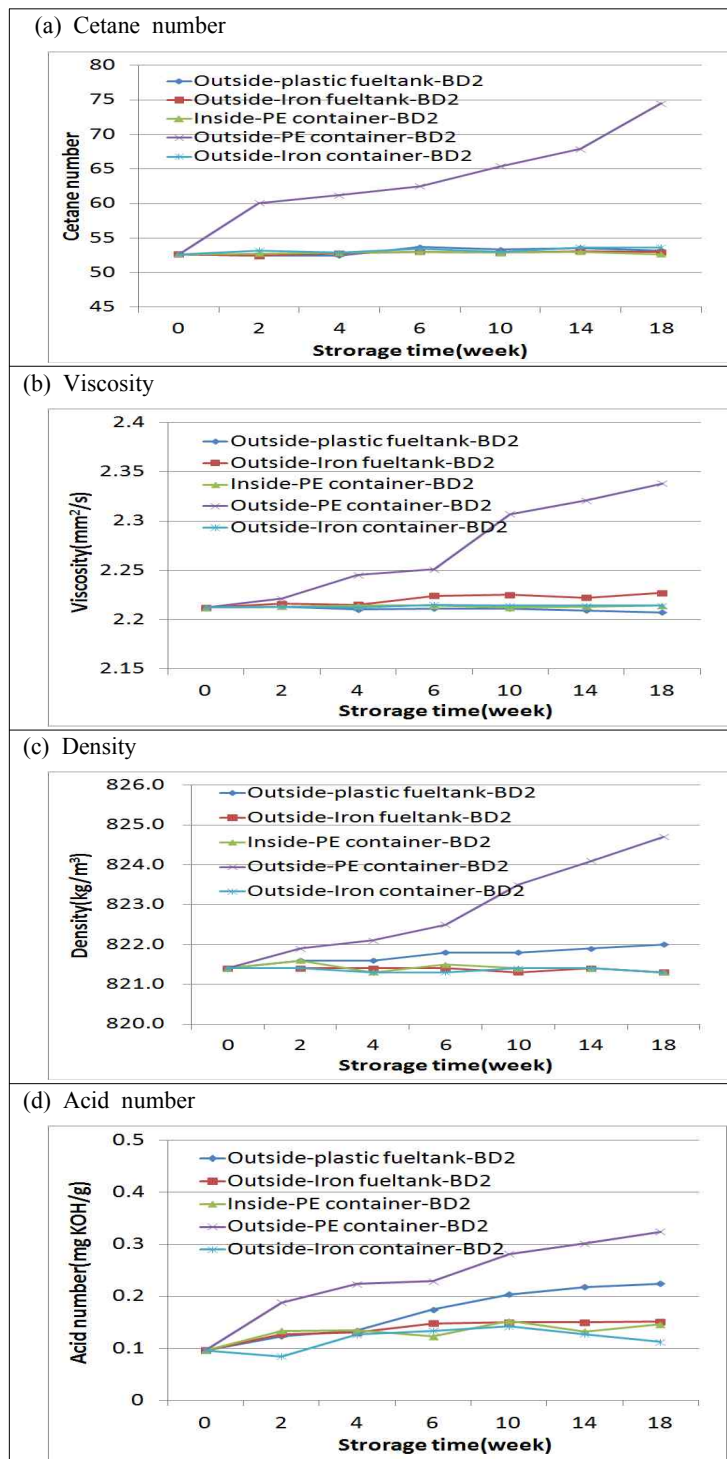 (a) Cetane number
80
75
70
65
60
55
50
45
Cetane number
Outside-plastic fueltank-BD2
Outside-Iron fueltank-BD2
Inside-PE container-BD2
Outside-PE container-BD2
Outside-Iron container-BD2
0 2 4 6 10 14 18
Strorage time(week)
(b) Viscosity
2.4
2.35
2.3
2.25
2.2
2.15
Viscosity(mm²/s)
Outside-plastic fueltank-BD2
Outside-Iron fueltank-BD2
Inside-PE container-BD2
Outside-PE container-BD2
Outside-Iron container-BD2
0 2 4 6 10 14 18
Strorage time(week)
(c) Density
826.0
825.0
824.0
823.0
822.0
821.0
820.0
Density(kg/m³)
Outside-plastic fueltank-BD2
Outside-Iron fueltank-BD2
Inside-PE container-BD2
Outside-PE container-BD2
Outside-Iron container-BD2
0 2 4 6 10 14 18
Strorage time(week)
(d) Acid number
0.5
0.4
0.3
0.2
0.1
0
Acid number(mg KOH/g)
Outside-plastic fueltank-BD2
Outside-Iron fueltank-BD2
Inside-PE container-BD2
Outside-PE container-BD2
Outside-Iron container-BD2
0 2 4 6 10 14 18
Strorage time(week)